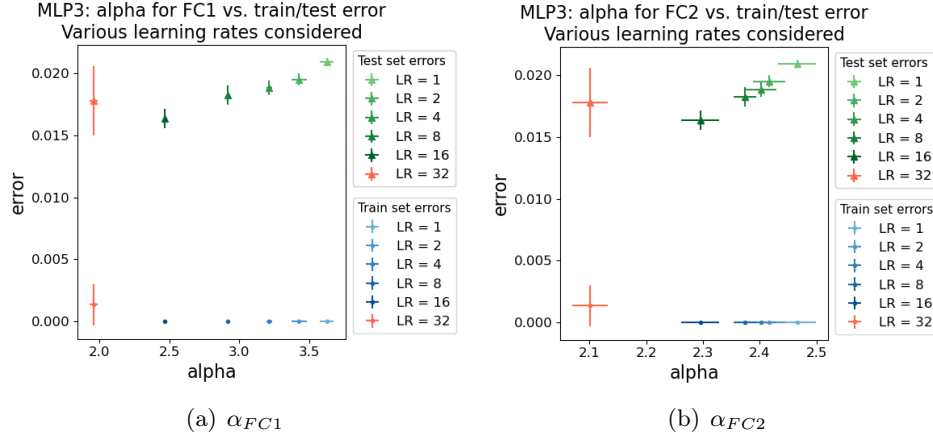 MLP3: alpha for FC1 vs. train/test error
Various learning rates considered
error
0.020
0.015
0.010
0.005
0.000
2.0 2.5 3.0 3.5
alpha
Test set errors
LR = 1
LR = 2
LR = 4
LR = 8
LR = 16
LR = 32
Train set errors
LR = 1
LR = 2
LR = 4
LR = 8
LR = 16
LR = 32
(a) αFC1
MLP3: alpha for FC2 vs. train/test error
Various learning rates considered
error
0.020
0.015
0.010
0.005
0.000
2.1 2.2 2.3 2.4 2.5
alpha
Test set errors
LR = 1
LR = 2
LR = 4
LR = 8
LR = 16
LR = 32
Train set errors
LR = 1
LR = 2
LR = 4
LR = 8
LR = 16
LR = 32
(b) αFC2